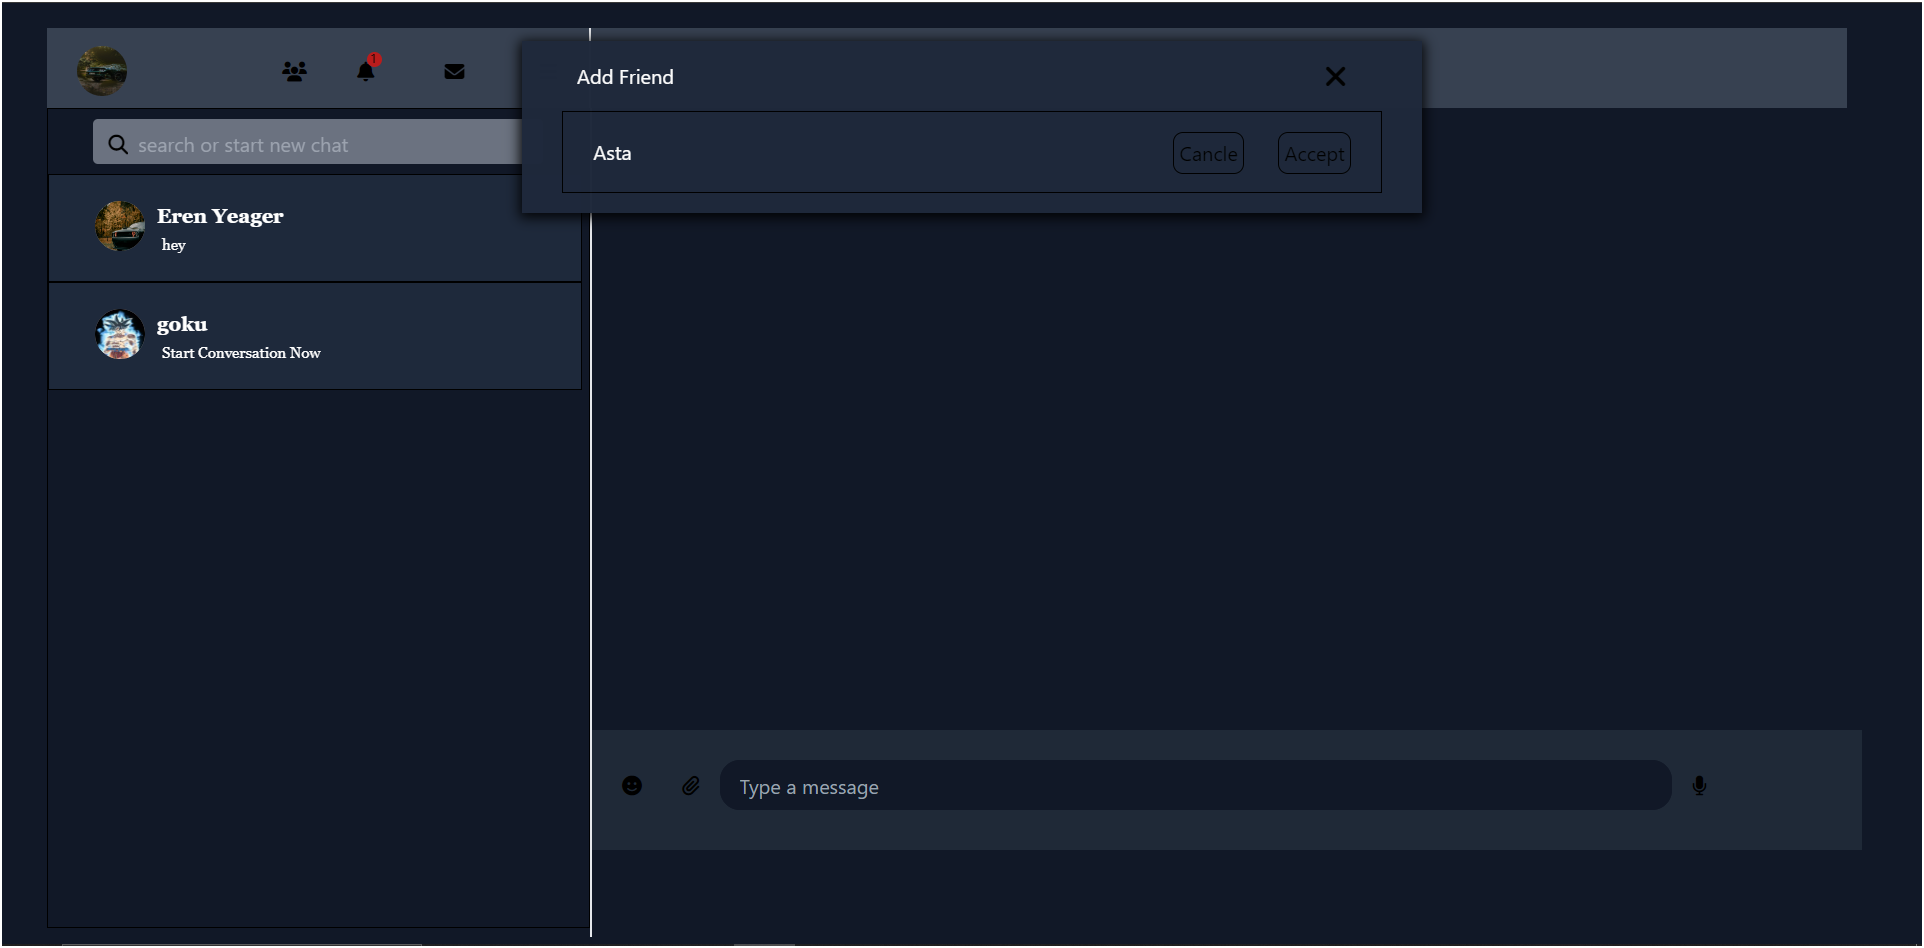 1
Add Friend
search or start new chat
Asta
Cancle
Accept
Eren Yeager
hey
goku
Start Conversation Now
Type a message